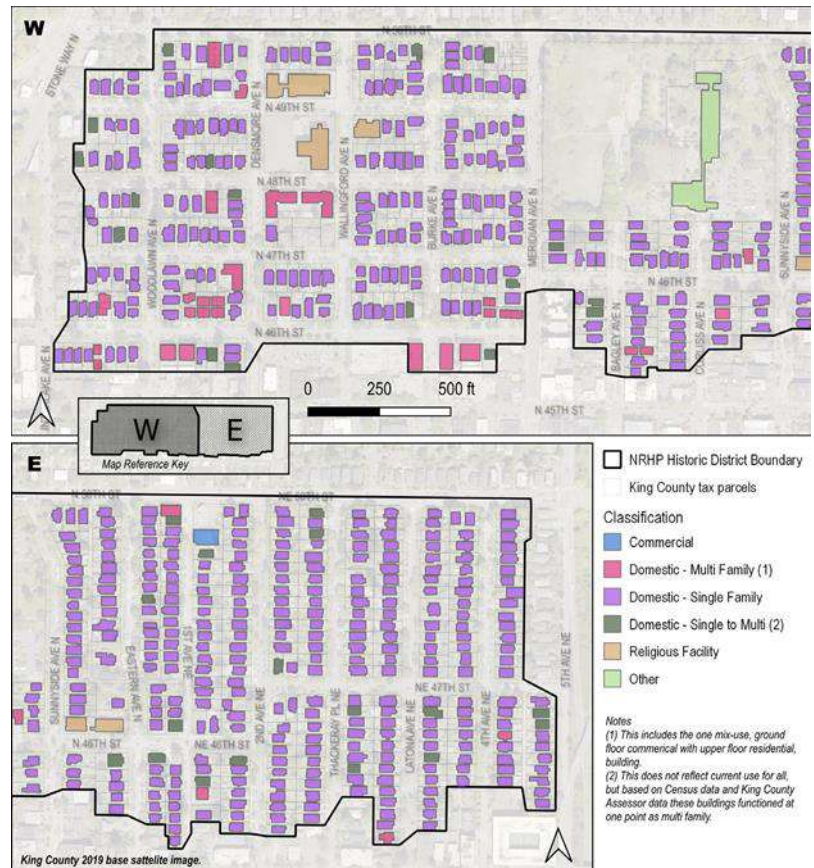 W
N 50TH ST
STONE WAY N
N 49TH ST
DENSMORE AVE N
WALLINGFORD AVE N
N 48TH ST
BURKE AVE N
MERIDIAN AVE N
SUNNYSIDE AVE N
WOODLAWN AVE N
N 47TH ST
N 46TH ST
N 46TH ST
BAGLEY AVE N
CORLISS AVE N
0 250 500 ft
N 45TH ST
W E
Map Reference Key
E
N 50TH ST
NE 50TH ST
SUNNYSIDE AVE N
EASTERN AVE N
1ST AVE NE
2ND AVE NE
THACKERAY PL NE
LATONA AVE NE
4TH AVE NE
5TH AVE NE
NE 47TH ST
N 46TH ST
NE 46TH ST
King County 2019 base sattelite image.
NRHP Historic District Boundary
King County tax parcels
Classification
Commercial
Domestic - Multi Family (1)
Domestic - Single Family
Domestic - Single to Multi (2)
Religious Facility
Other
Notes
(1) This includes the one mix-use, ground
floor commerical with upper floor residential,
building.
(2) This does not reflect current use for all,
but based on Census data and King County
Assessor data these buildings functioned at
one point as multi family.